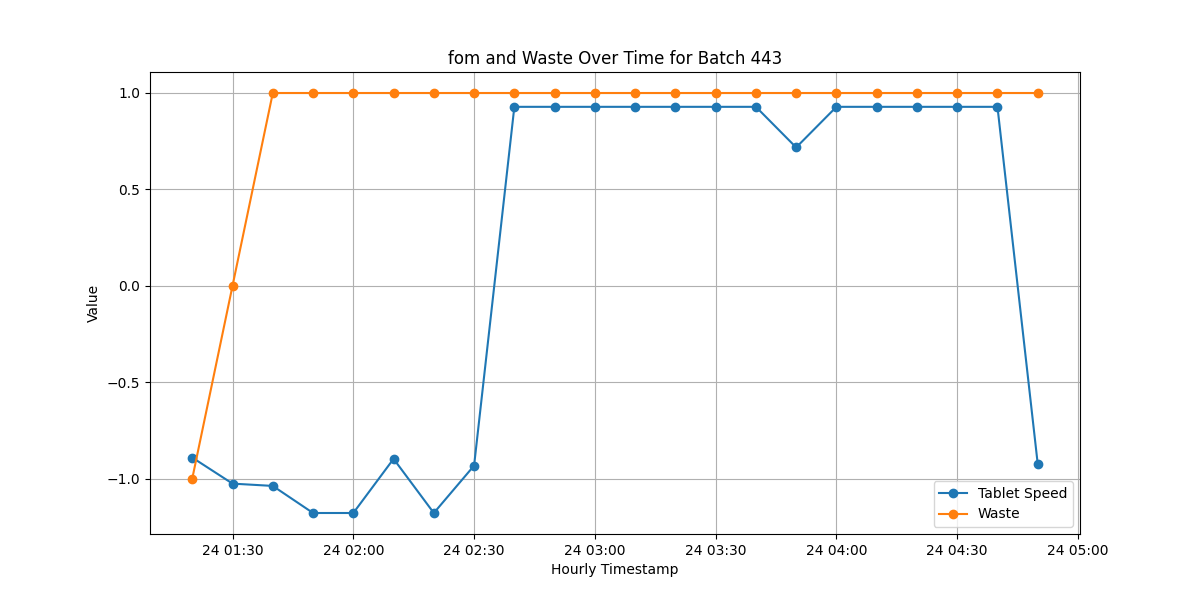 fom and Waste Over Time for Batch 443
1.0
0.5
0.0
−0.5
−1.0
Value
24 01:30 24 02:00 24 02:30 24 03:00 24 03:30 24 04:00 24 04:30 24 05:00
Hourly Timestamp
Tablet Speed
Waste